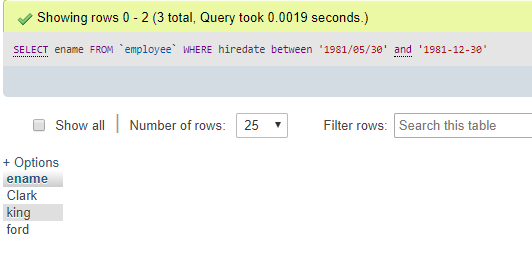 Showing rows 0 - 2 (3 total, Query took 0.0019 seconds.)
SELECT ename FROM `employee` WHERE hiredate between '1981/05/30' and '1981-12-30'
Show all | Number of rows: 25 Filter rows: Search this table
+ Options
ename
Clark
king
ford